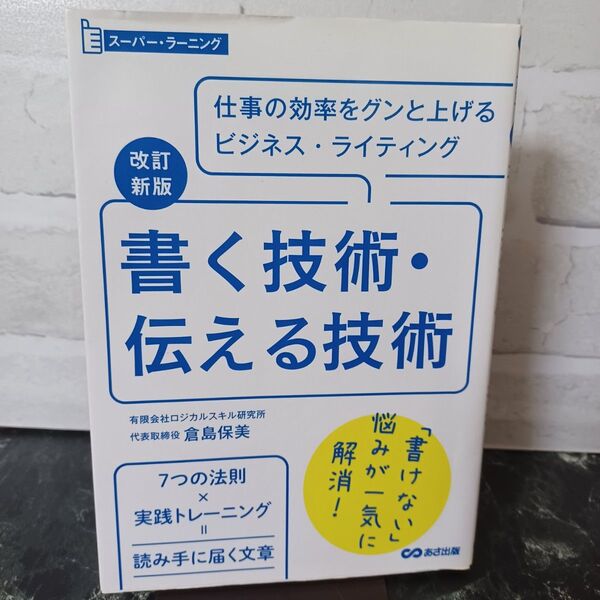 スーパー・ラーニング
仕事の効率をグンと上げる
ビジネス・ライティング
改訂
新版
書く技術・
伝える技術
有限会社ロジカルスキル研究所
代表取締役 倉島保美
「書けない」
悩みが一気に
解消!
7つの法則
×
実践トレーニング
=
読み手に届く文章
あさ出版